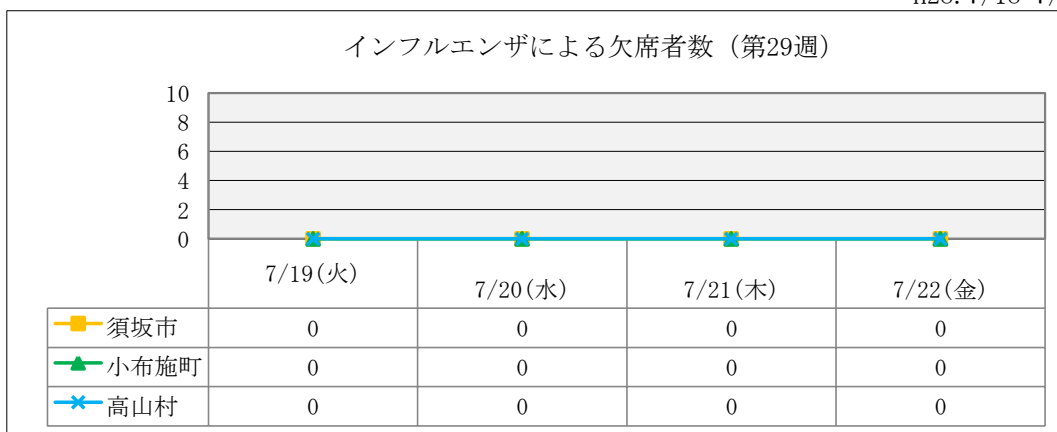 インフルエンザによる欠席者数（第29週）
10
8
6
4
2
0
7/19(火) 7/20(水) 7/21(木) 7/22(金)
須坂市 0 0 0 0
小布施町 0 0 0 0
高山村 0 0 0 0